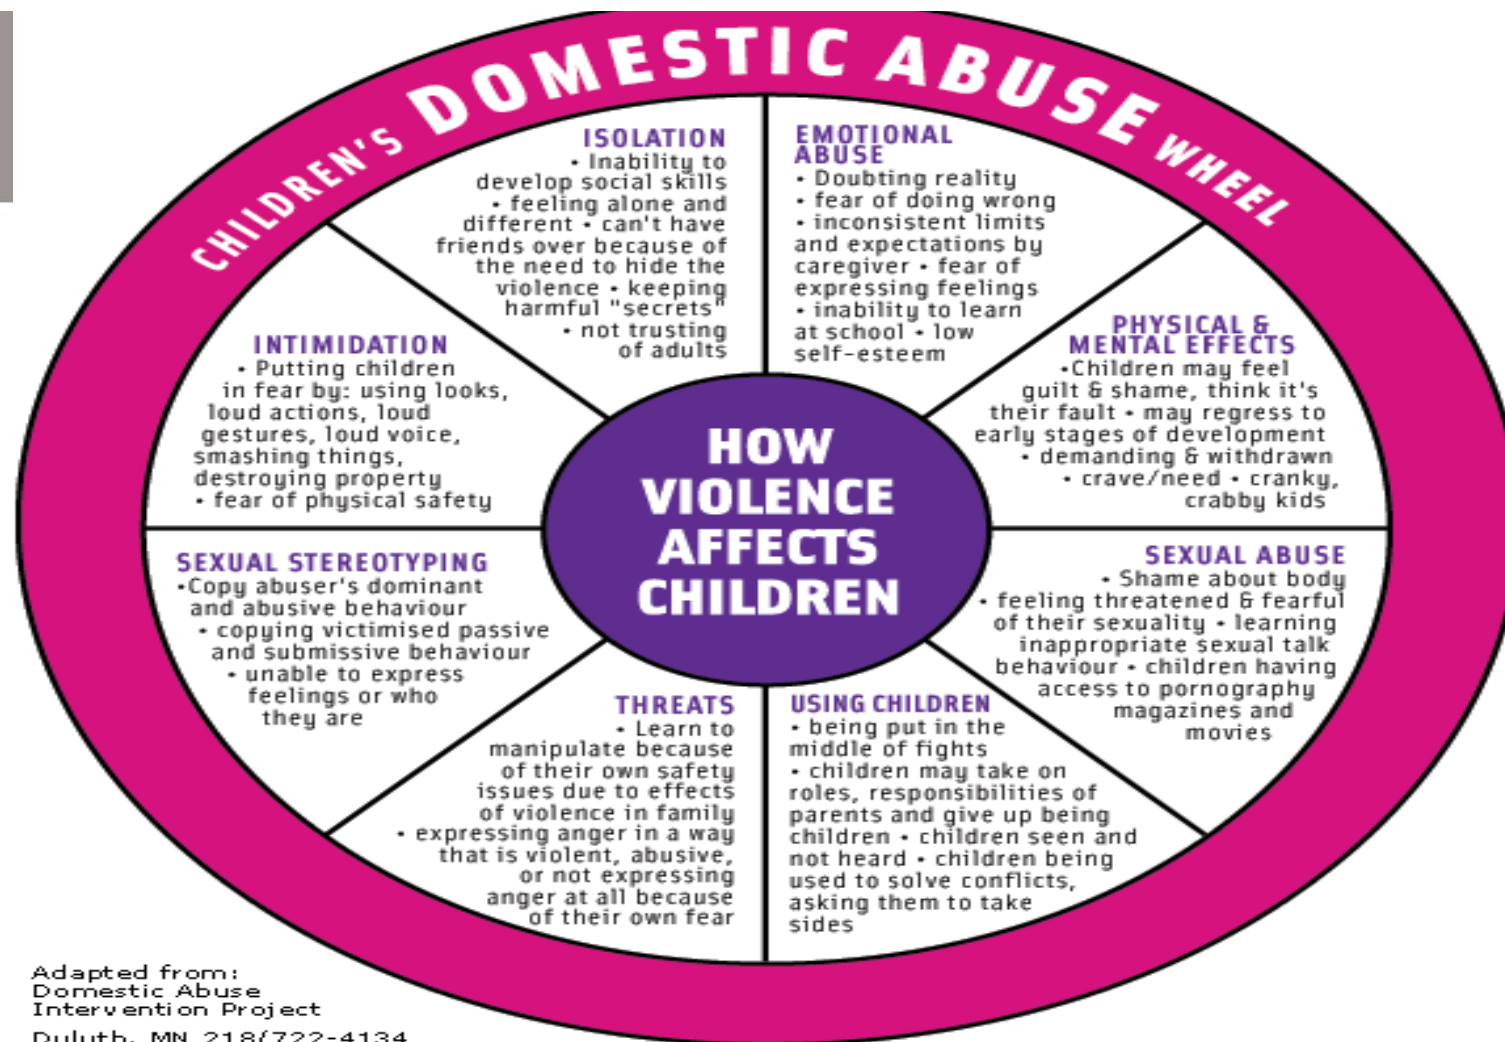 CHILDREN'S DOMESTIC ABUSE WHEEL
ISOLATION
• Inability to
develop social skills
• feeling alone and
different • can't have
friends over because of
the need to hide the
violence • keeping
harmful "secrets"
• not trusting
of adults
EMOTIONAL
ABUSE
• Doubting reality
• fear of doing wrong
• inconsistent limits
and expectations by
caregiver • fear of
expressing feelings
• inability to learn
at school • low
self-esteem
PHYSICAL &
MENTAL EFFECTS
•Children may feel
guilt & shame, think it's
their fault • may regress to
early stages of development
• demanding & withdrawn
• crave/need • cranky,
crabby kids
SEXUAL ABUSE
• Shame about body
• feeling threatened & fearful
of their sexuality • learning
inappropriate sexual talk
behaviour • children having
access to pornography
magazines and
movies
USING CHILDREN
• being put in the
middle of fights
• children may take on
roles, responsibilities of
parents and give up being
children • children seen and
not heard • children being
used to solve conflicts,
asking them to take
sides
THREATS
• Learn to
manipulate because
of their own safety
issues due to effects
of violence in family
• expressing anger in a way
that is violent, abusive,
or not expressing
anger at all because
of their own fear
SEXUAL STEREOTYPING
•Copy abuser's dominant
and abusive behaviour
• copying victimised passive
and submissive behaviour
• unable to express
feelings or who
they are
INTIMIDATION
• Putting children
in fear by: using looks,
loud actions, loud
gestures, loud voice,
smashing things,
destroying property
• fear of physical safety
HOW
VIOLENCE
AFFECTS
CHILDREN
Adapted from:
Domestic Abuse
Intervention Project
Duluth, MN 218/722-4134